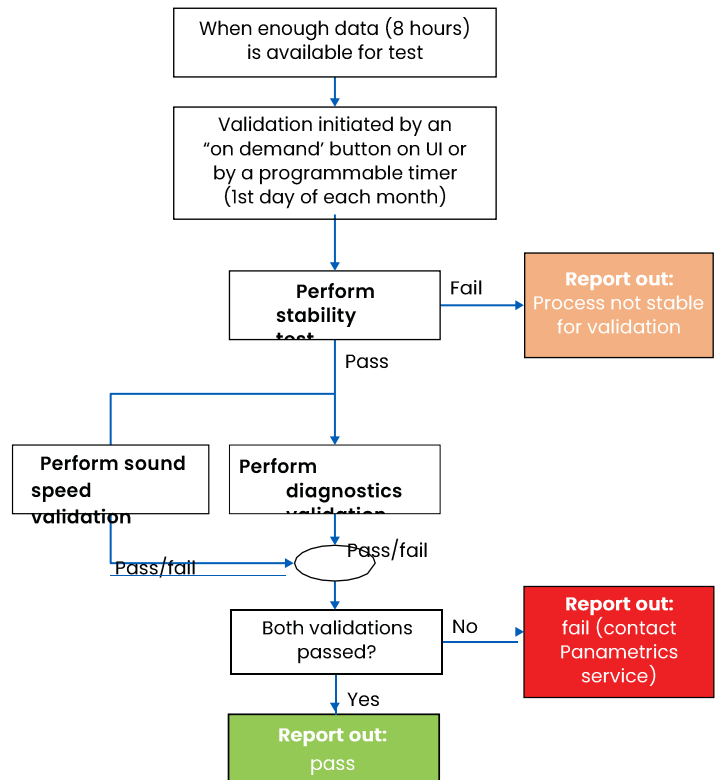 When enough data (8 hours)
is available for test
Validation initiated by an
“on demand’ button on UI or
by a programmable timer
(1st day of each month)
Perform
stability
test
Fail
Report out:
Process not stable
for validation
Pass
Perform sound
speed
validation
Perform
diagnostics
validation
Pass/fail
Pass/fail
Both validations
passed?
No
Report out:
fail (contact
Panametrics
service)
Yes
Report out:
pass